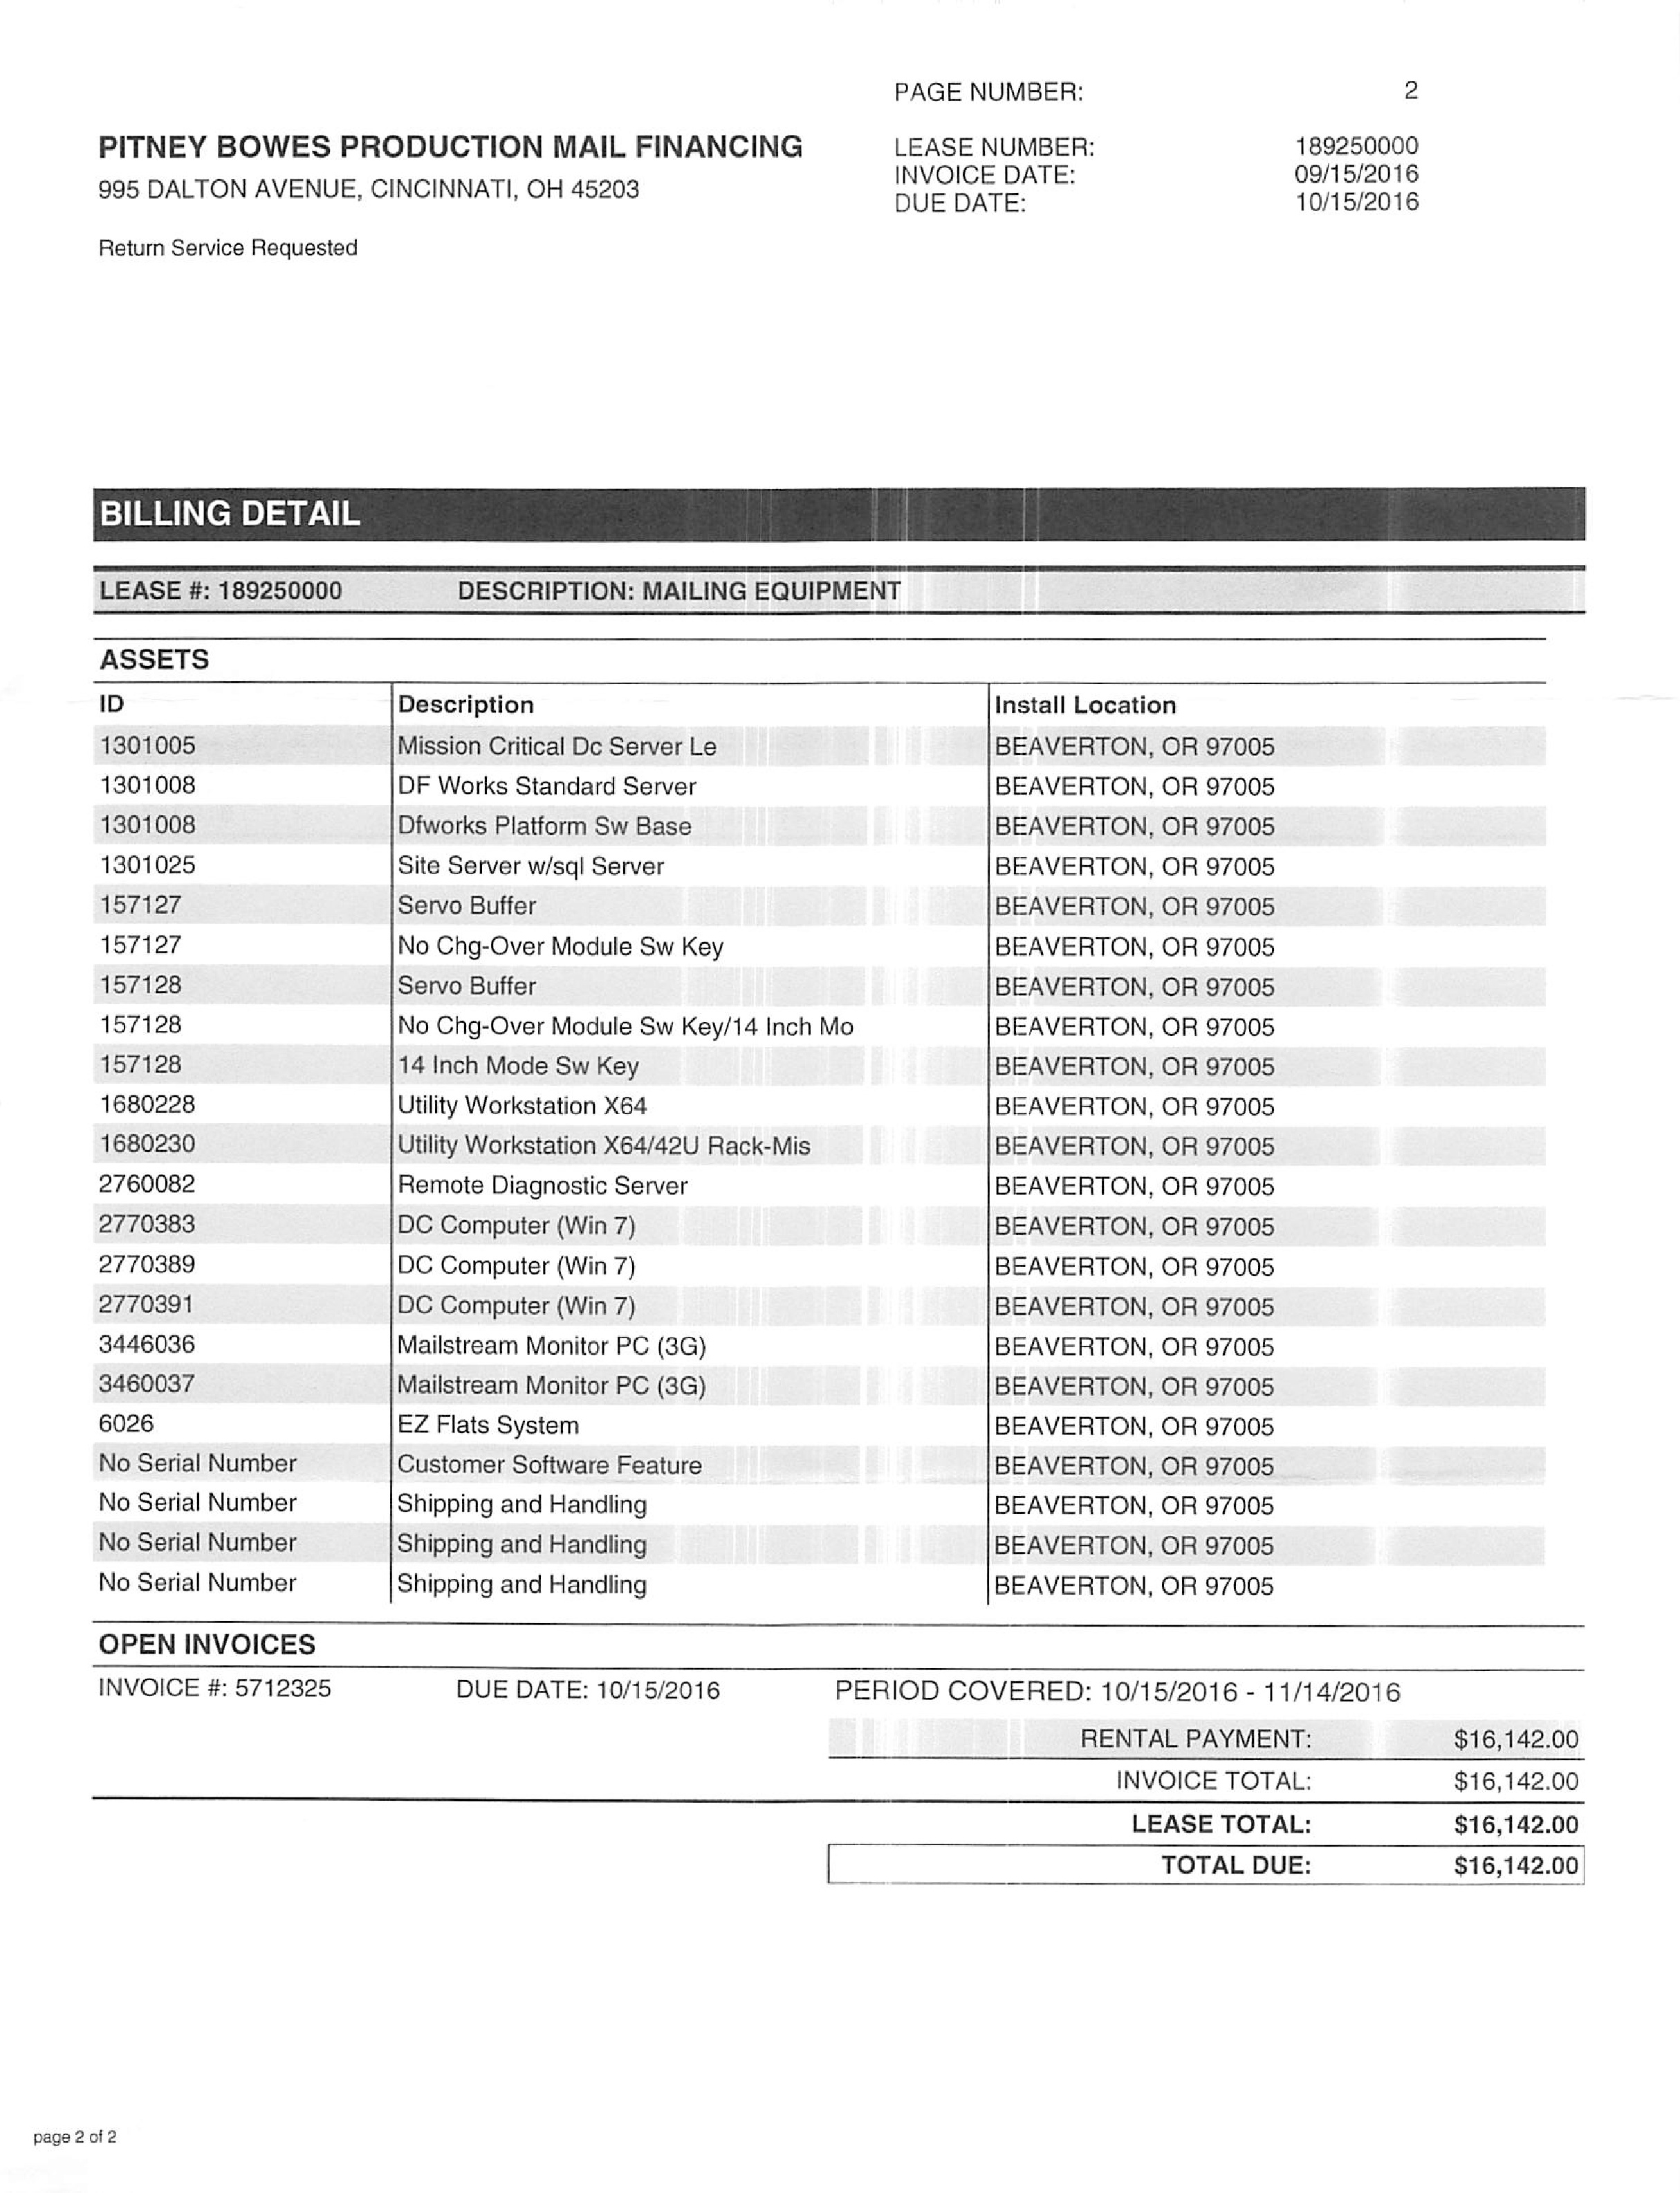 PAGE NUMBER: 2
PITNEY BOWES PRODUCTION MAIL FINANCING
995 DALTON AVENUE, CINCINNATI, OH 45203
Return Service Requested
LEASE NUMBER: 189250000
INVOICE DATE: 09/15/2016
DUE DATE: 10/15/2016
BILLING DETAIL
LEASE #: 189250000 DESCRIPTION: MAILING EQUIPMENT
ASSETS
ID Description Install Location
1301005 Mission Critical Dc Server Le BEAVERTON, OR 97005
1301008 DF Works Standard Server BEAVERTON, OR 97005
1301008 Dfworks Platform Sw Base BEAVERTON, OR 97005
1301025 Site Server w/sql Server BEAVERTON, OR 97005
157127 Servo Buffer BEAVERTON, OR 97005
157127 No Chg-Over Module Sw Key BEAVERTON, OR 97005
157128 Servo Buffer BEAVERTON, OR 97005
157128 No Chg-Over Module Sw Key/14 Inch Mo BEAVERTON, OR 97005
157128 14 Inch Mode Sw Key BEAVERTON, OR 97005
1680228 Utility Workstation X64 BEAVERTON, OR 97005
1680230 Utility Workstation X64/42U Rack-Mis BEAVERTON, OR 97005
2760082 Remote Diagnostic Server BEAVERTON, OR 97005
2770383 DC Computer (Win 7) BEAVERTON, OR 97005
2770389 DC Computer (Win 7) BEAVERTON, OR 97005
2770391 DC Computer (Win 7) BEAVERTON, OR 97005
3446036 Mailstream Monitor PC (3G) BEAVERTON, OR 97005
3460037 Mailstream Monitor PC (3G) BEAVERTON, OR 97005
6026 EZ Flats System BEAVERTON, OR 97005
No Serial Number Customer Software Feature BEAVERTON, OR 97005
No Serial Number Shipping and Handling BEAVERTON, OR 97005
No Serial Number Shipping and Handling BEAVERTON, OR 97005
No Serial Number Shipping and Handling BEAVERTON, OR 97005
OPEN INVOICES
INVOICE #: 5712325 DUE DATE: 10/15/2016 PERIOD COVERED: 10/15/2016 - 11/14/2016
RENTAL PAYMENT: $16,142.00
INVOICE TOTAL: $16,142.00
LEASE TOTAL: $16,142.00
TOTAL DUE: $16,142.00
page 2 of 2